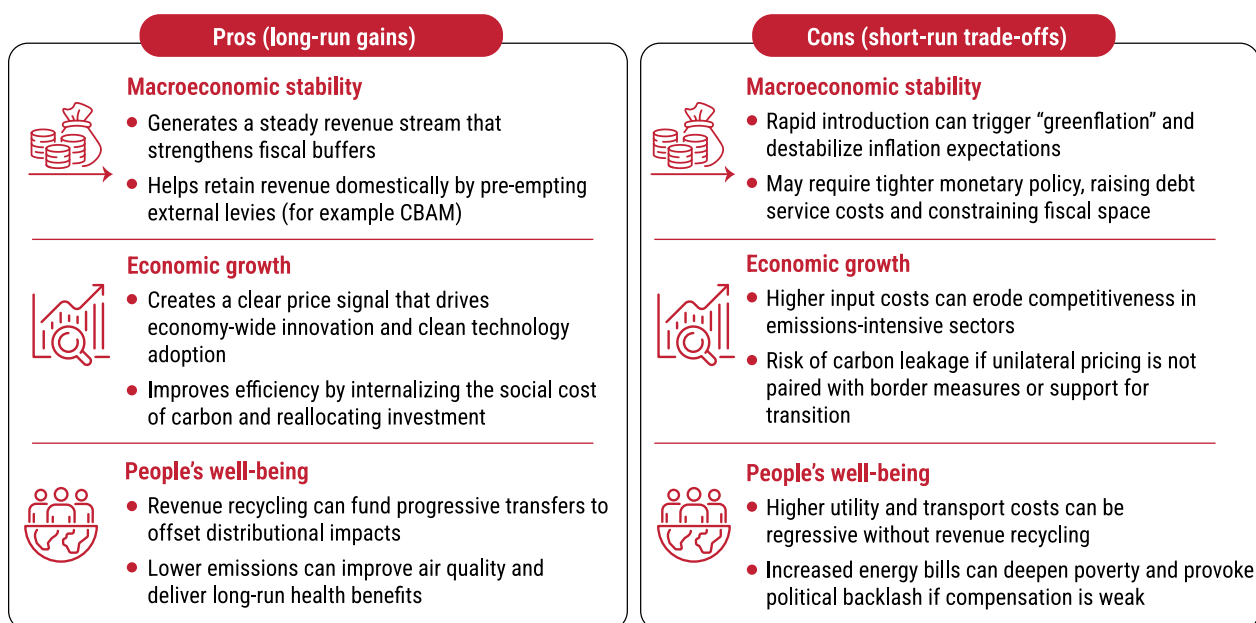 Pros (long-run gains)
Macroeconomic stability
• Generates a steady revenue stream that
strengthens fiscal buffers
• Helps retain revenue domestically by pre-empting
external levies (for example CBAM)
Economic growth
• Creates a clear price signal that drives
economy-wide innovation and clean technology
adoption
• Improves efficiency by internalizing the social cost
of carbon and reallocating investment
People's well-being
• Revenue recycling can fund progressive transfers to
offset distributional impacts
• Lower emissions can improve air quality and
deliver long-run health benefits
Cons (short-run trade-offs)
Macroeconomic stability
• Rapid introduction can trigger “greenflation” and
destabilize inflation expectations
• May require tighter monetary policy, raising debt
service costs and constraining fiscal space
Economic growth
• Higher input costs can erode competitiveness in
emissions-intensive sectors
• Risk of carbon leakage if unilateral pricing is not
paired with border measures or support for
transition
People's well-being
• Higher utility and transport costs can be
regressive without revenue recycling
• Increased energy bills can deepen poverty and provoke
political backlash if compensation is weak